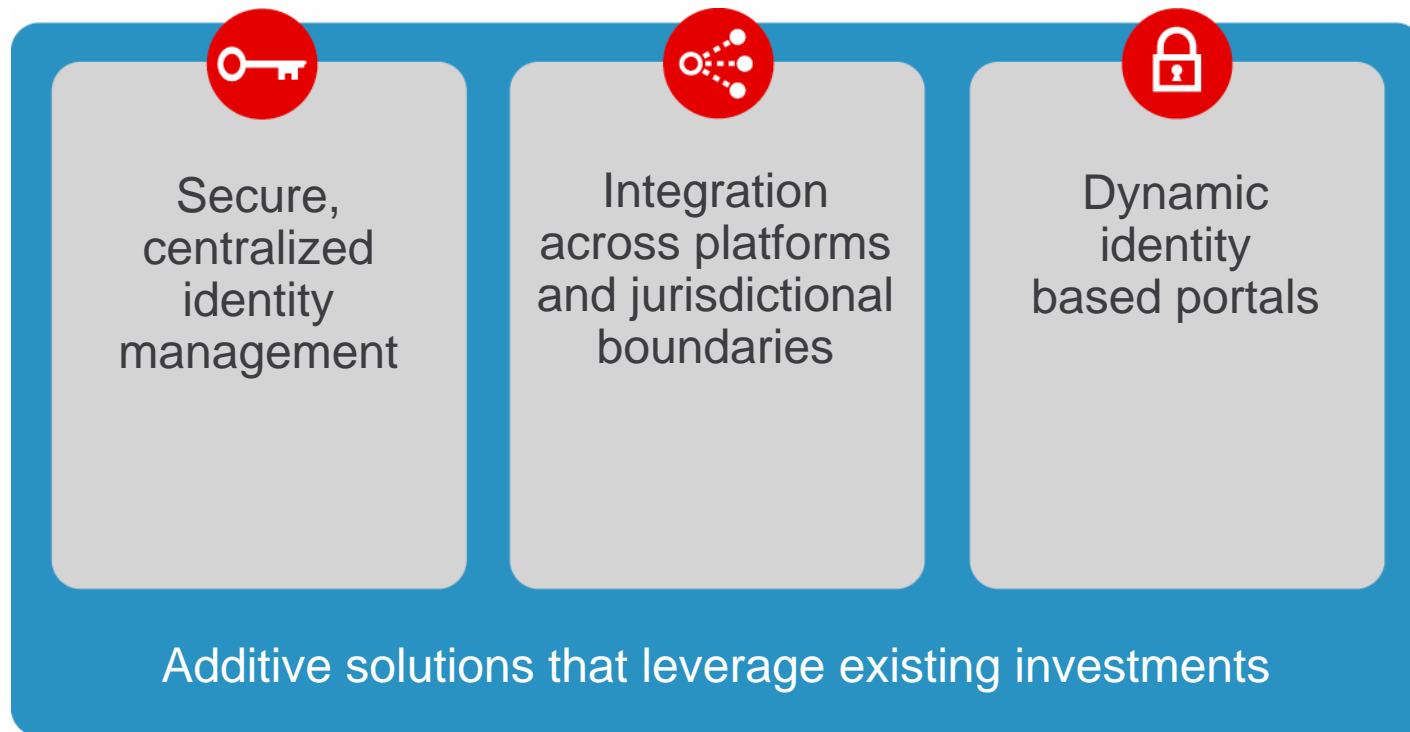 Secure,
centralized
identity
management
Integration
across platforms
and jurisdictional
boundaries
Dynamic
identity
based portals
Additive solutions that leverage existing investments